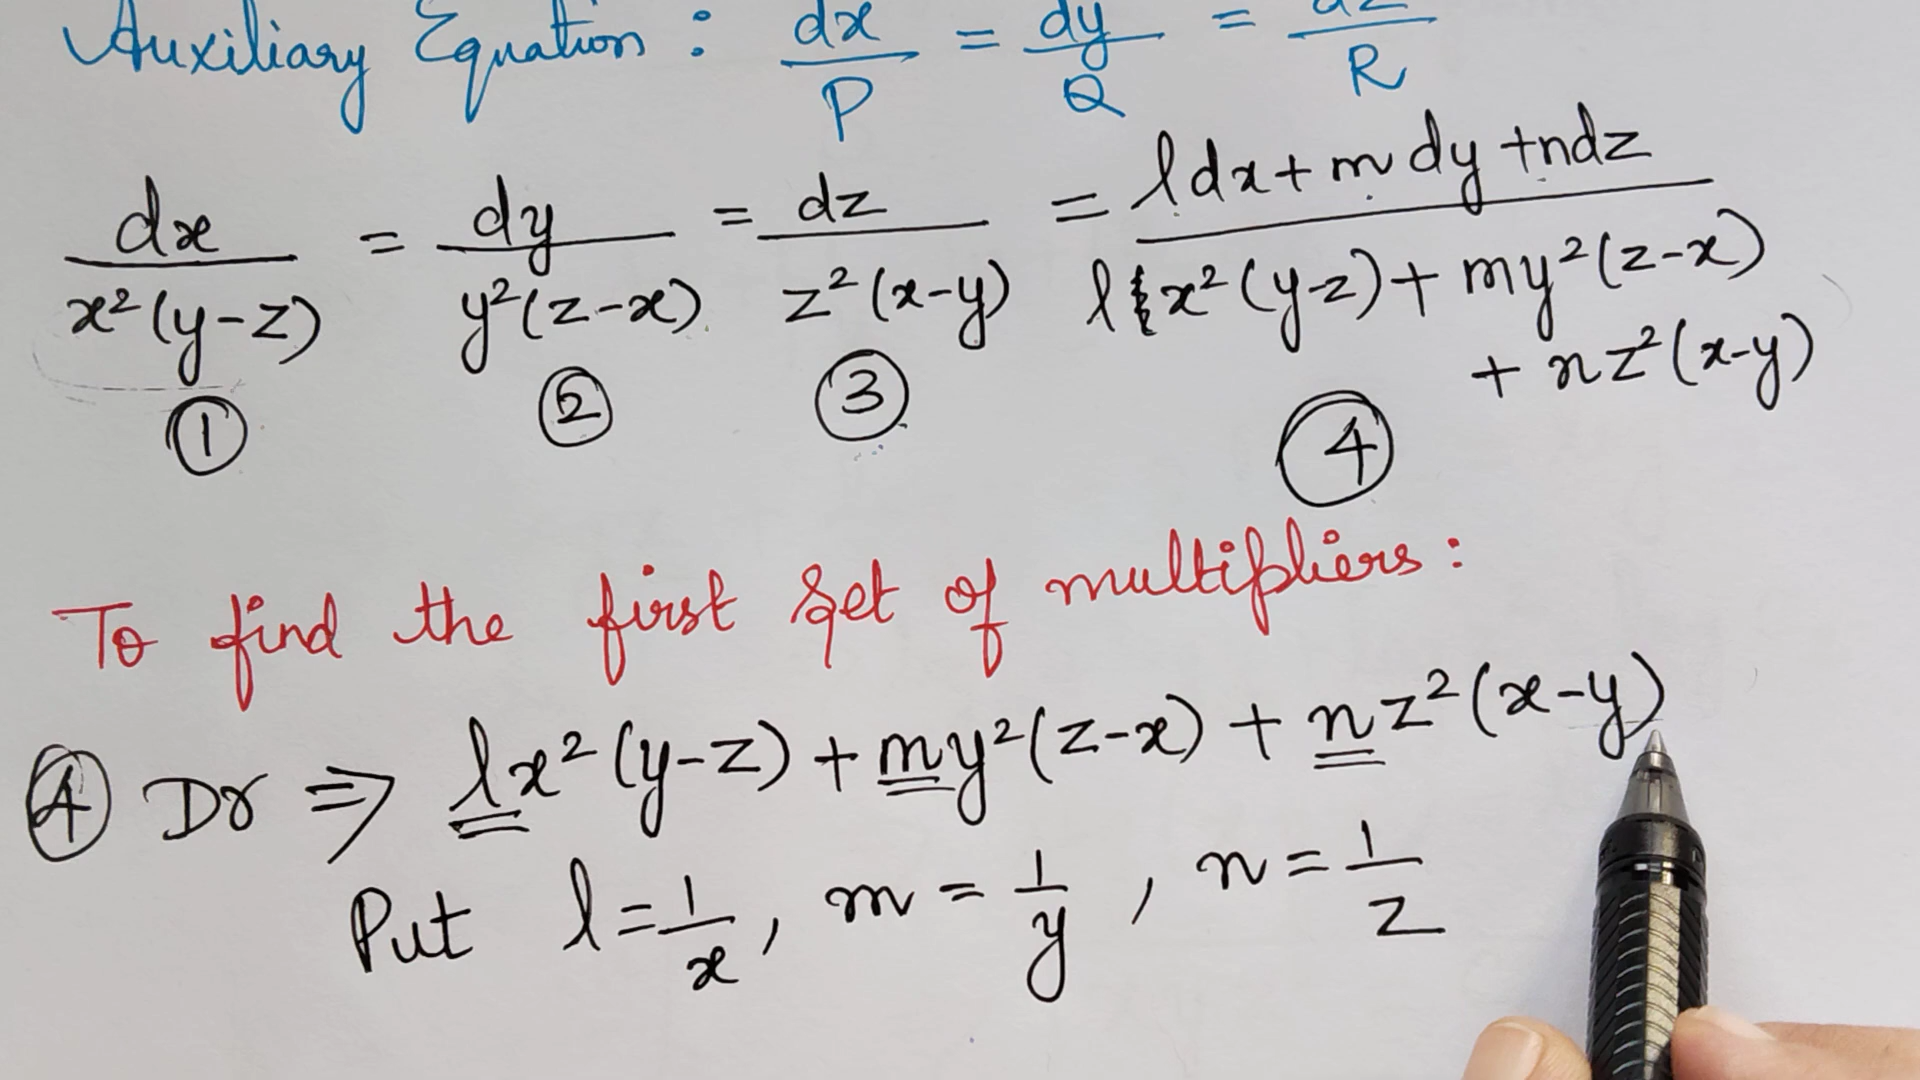 Auxiliary Equation : dx/P = dy/Q = dz/R
dx/x²(y-z) = dy/y²(z-x) = dz/z²(x-y) = ldx+mdy+ndz/lx²(y-z)+my²(z-x)
+ nz²(x-y)
① ② ③ ④
To find the first set of multipliers:
④ Dr ⇒ lx²(y-z) + my²(z-x) + nz²(x-y)
Put l=1/x, m=1/y, n=1/z